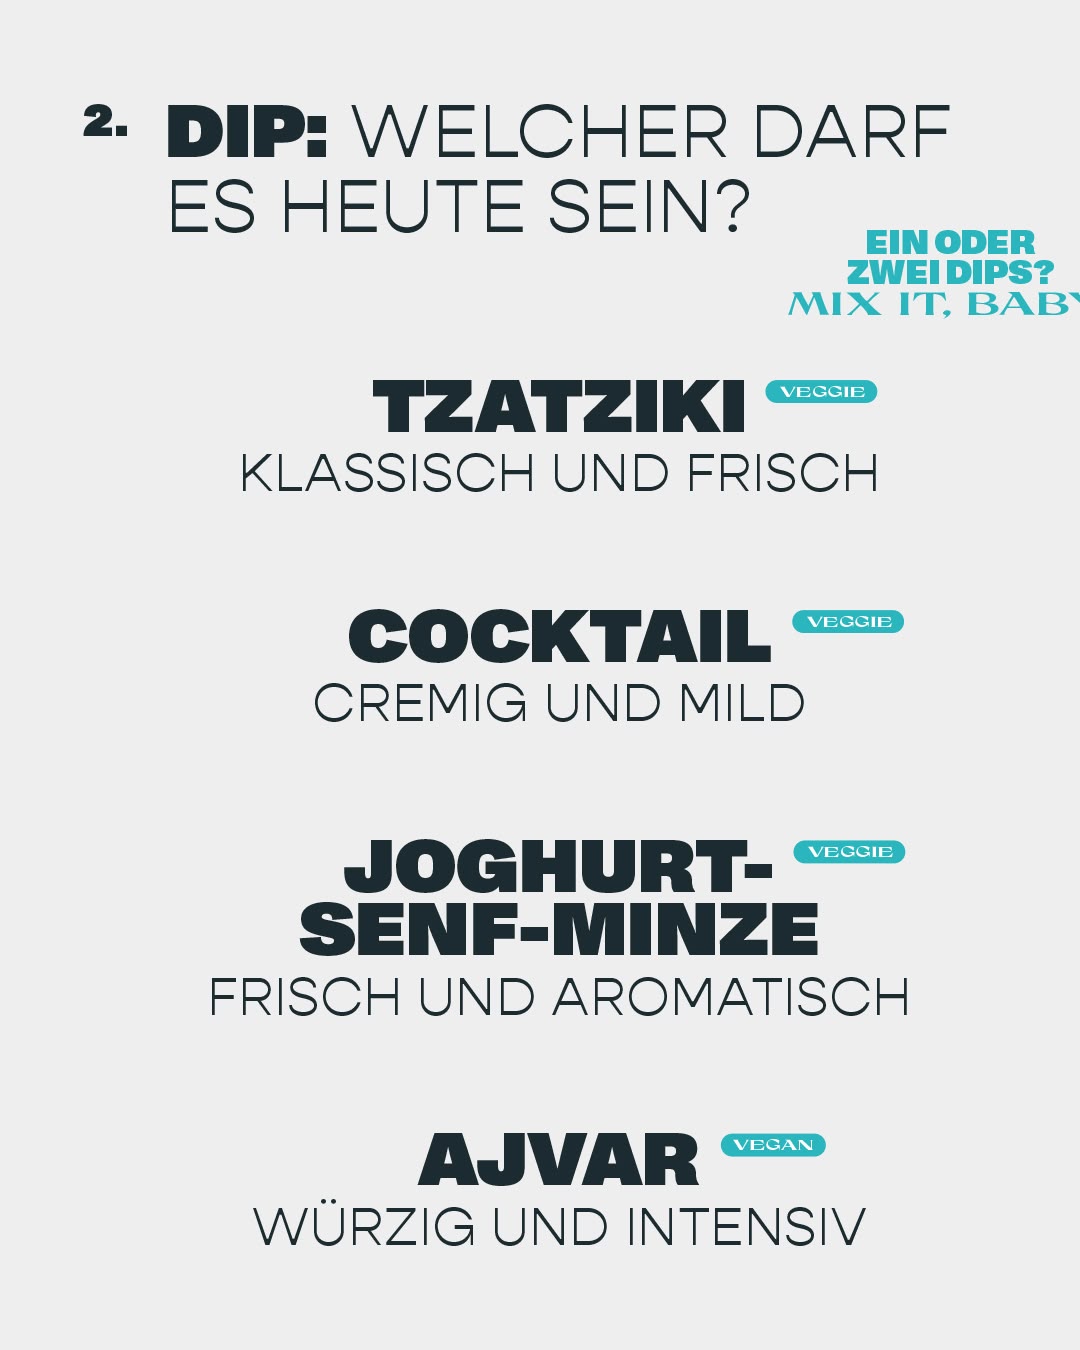 2. DIP: WELCHER DARF
ES HEUTE SEIN?
EIN ODER
ZWEI DIPS?
MIX IT, BABY
TZATZIKI VEGGIE
KLASSISCH UND FRISCH
COCKTAIL VEGGIE
CREMIG UND MILD
JOGHURT- VEGGIE
SENF-MINZE
FRISCH UND AROMATISCH
AJVAR VEGAN
WÜRZIG UND INTENSIV